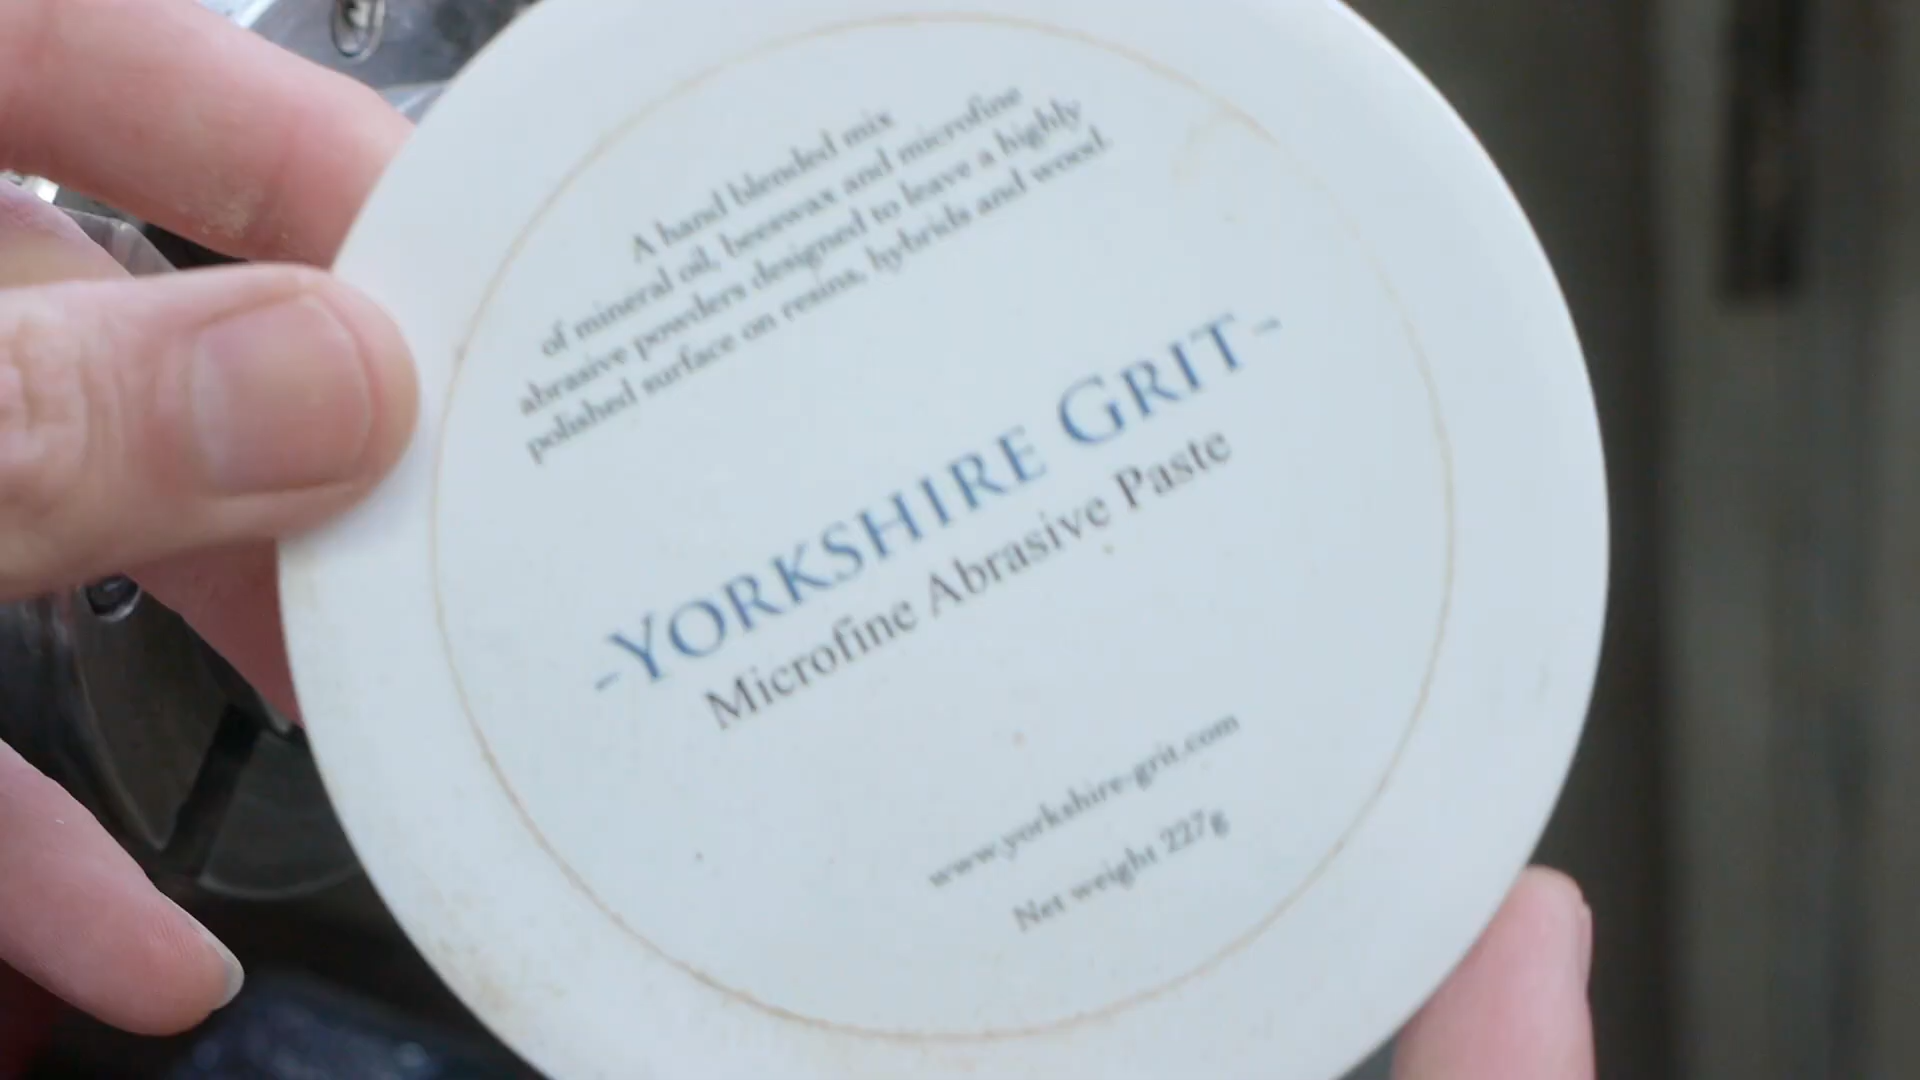 A hand blended mix
of mineral oil, beeswax and microfine
abrasive powders designed to leave a highly
polished surface on resins, hybrids and wood.
-YORKSHIRE GRIT-
Microfine Abrasive Paste
www.yorkshire-grit.com
Net weight 227g